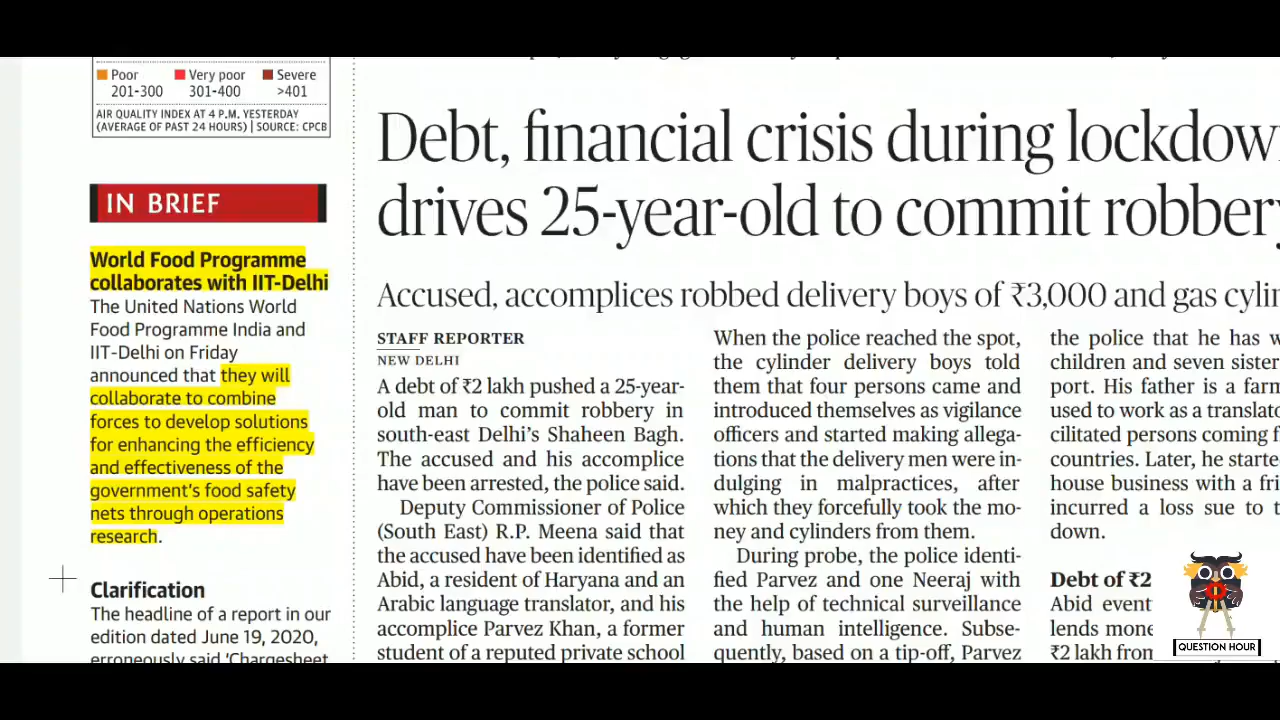 Poor
201-300
Very poor
301-400
Severe
>401
AIR QUALITY INDEX AT 4 P.M. YESTERDAY
(AVERAGE OF PAST 24 HOURS) | SOURCE: CPCB
IN BRIEF
World Food Programme
collaborates with IIT-Delhi
The United Nations World
Food Programme India and
IIT-Delhi on Friday
announced that they will
collaborate to combine
forces to develop solutions
for enhancing the efficiency
and effectiveness of the
government's food safety
nets through operations
research.
Clarification
The headline of a report in our
edition dated June 19, 2020,
erroneously said 'Chargesheet
Debt, financial crisis during lockdow
drives 25-year-old to commit robbery
Accused, accomplices robbed delivery boys of ₹3,000 and gas cylin
STAFF REPORTER
NEW DELHI
A debt of ₹2 lakh pushed a 25-year-
old man to commit robbery in
south-east Delhi's Shaheen Bagh.
The accused and his accomplice
have been arrested, the police said.
Deputy Commissioner of Police
(South East) R.P. Meena said that
the accused have been identified as
Abid, a resident of Haryana and an
Arabic language translator, and his
accomplice Parvez Khan, a former
student of a reputed private school
When the police reached the spot,
the cylinder delivery boys told
them that four persons came and
introduced themselves as vigilance
officers and started making allega-
tions that the delivery men were in-
dulging in malpractices, after
which they forcefully took the mo-
ney and cylinders from them.
During probe, the police identi-
fied Parvez and one Neeraj with
the help of technical surveillance
and human intelligence. Subse-
quently, based on a tip-off, Parvez
the police that he has w
children and seven sister
port. His father is a farm
used to work as a translato
cilitated persons coming f
countries. Later, he starte
house business with a fri
incurred a loss sue to t
down.
Debt of ₹2
Abid event
lends mone
₹2 lakh from
QUESTION HOUR